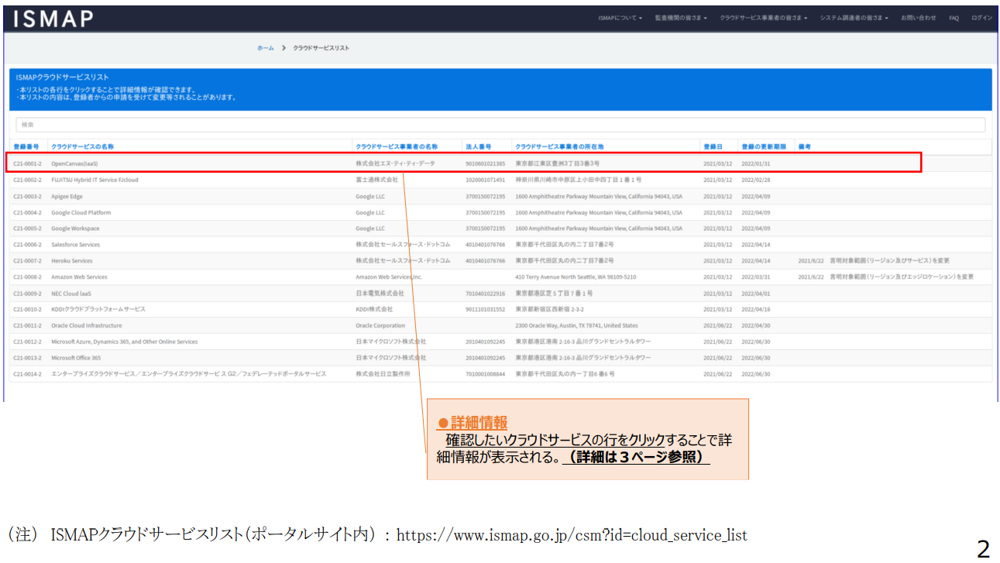 ISMAP
ISMAPについて▾ 監査機関の皆さま▾ クラウドサービス事業者の皆さま▾ システム調達者の皆さま▾ お問い合わせ FAQ ログイン
ホーム > クラウドサービスリスト
ISMAPクラウドサービスリスト
・本リストの各行をクリックすることで詳細情報が確認できます。
・本リストの内容は、登録者からの申請を受けて変更等されることがあります。
検索
登録番号 クラウドサービスの名称 クラウドサービス事業者の名称 法人番号 クラウドサービス事業者の所在地 登録日 登録の更新期限 備考
C21-0001-2 OpenCanvas(IaaS) 株式会社エヌ・ティ・ティ・データ 9010601021385 東京都江東区豊洲3丁目3番3号 2021/03/12 2022/01/31
C21-0002-2 FUJITSU Hybrid IT Service FJcloud 富士通株式会社 1020001071491 神奈川県川崎市中原区上小田中四丁目1番1号 2021/03/12 2022/02/28
C21-0003-2 Apigee Edge Google LLC 3700150072195 1600 Amphitheatre Parkway Mountain View, California 94043, USA 2021/03/12 2022/04/09
C21-0004-2 Google Cloud Platform Google LLC 3700150072195 1600 Amphitheatre Parkway Mountain View, California 94043, USA 2021/03/12 2022/04/09
C21-0005-2 Google Workspace Google LLC 3700150072195 1600 Amphitheatre Parkway Mountain View, California 94043, USA 2021/03/12 2022/04/09
C21-0006-2 Salesforce Services 株式会社セールスフォース・ドットコム 4010401076766 東京都千代田区丸の内二丁目7番2号 2021/03/12 2022/04/14
C21-0007-2 Heroku Services 株式会社セールスフォース・ドットコム 4010401076766 東京都千代田区丸の内二丁目7番2号 2021/03/12 2022/04/14 2021/6/22 言明対象範囲(リージョン及びサービス)を変更
C21-0008-2 Amazon Web Services Amazon Web Services, Inc. 410 Terry Avenue North Seattle, WA 98109-5210 2021/03/12 2022/03/31 2021/6/22 言明対象範囲(リージョン及びエッジロケーション)を変更
C21-0009-2 NEC Cloud IaaS 日本電気株式会社 7010401022916 東京都港区芝5丁目7番1号 2021/03/12 2022/04/01
C21-0010-2 KDDIクラウドプラットフォームサービス KDDI株式会社 9011101031552 東京都新宿区西新宿2-3-2 2021/03/12 2022/04/18
C21-0011-2 Oracle Cloud Infrastructure Oracle Corporation 2300 Oracle Way, Austin, TX 78741, United States 2021/06/22 2022/04/30
C21-0012-2 Microsoft Azure, Dynamics 365, and Other Online Services 日本マイクロソフト株式会社 2010401092245 東京都港区港南 2-16-3 品川グランドセントラルタワー 2021/06/22 2022/06/30
C21-0013-2 Microsoft Office 365 日本マイクロソフト株式会社 2010401092245 東京都港区港南 2-16-3 品川グランドセントラルタワー 2021/06/22 2022/06/30
C21-0014-2 エンタープライズクラウドサービス／エンタープライズクラウドサービス G2／フェデレーテッドポータルサービス 株式会社日立製作所 7010001008844 東京都千代田区丸の内一丁目6番6号 2021/06/22 2022/06/30
●詳細情報
確認したいクラウドサービスの行をクリックすることで詳
細情報が表示される。（詳細は３ページ参照）
（注） ISMAPクラウドサービスリスト（ポータルサイト内）：https://www.ismap.go.jp/csm?id=cloud_service_list
2